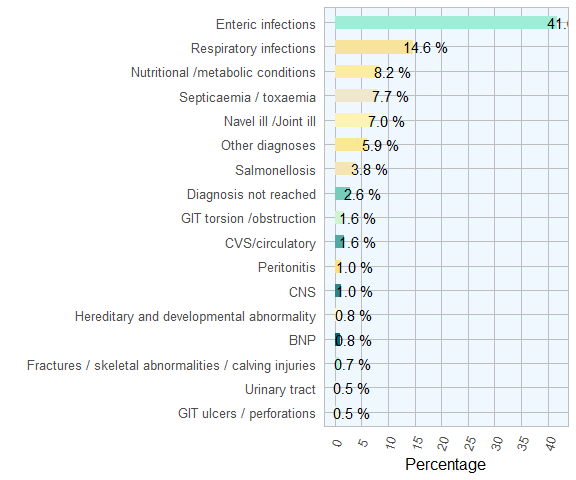 Enteric infections 41.
Respiratory infections 14.6 %
Nutritional /metabolic conditions 8.2 %
Septicaemia / toxaemia 7.7 %
Navel ill /Joint ill 7.0 %
Other diagnoses 5.9 %
Salmonellosis 3.8 %
Diagnosis not reached 2.6 %
GIT torsion /obstruction 1.6 %
CVS/circulatory 1.6 %
Peritonitis 1.0 %
CNS 1.0 %
Hereditary and developmental abnormality 0.8 %
BNP 0.8 %
Fractures / skeletal abnormalities / calving injuries 0.7 %
Urinary tract 0.5 %
GIT ulcers / perforations 0.5 %
0 5 10 15 20 25 30 35 40
Percentage